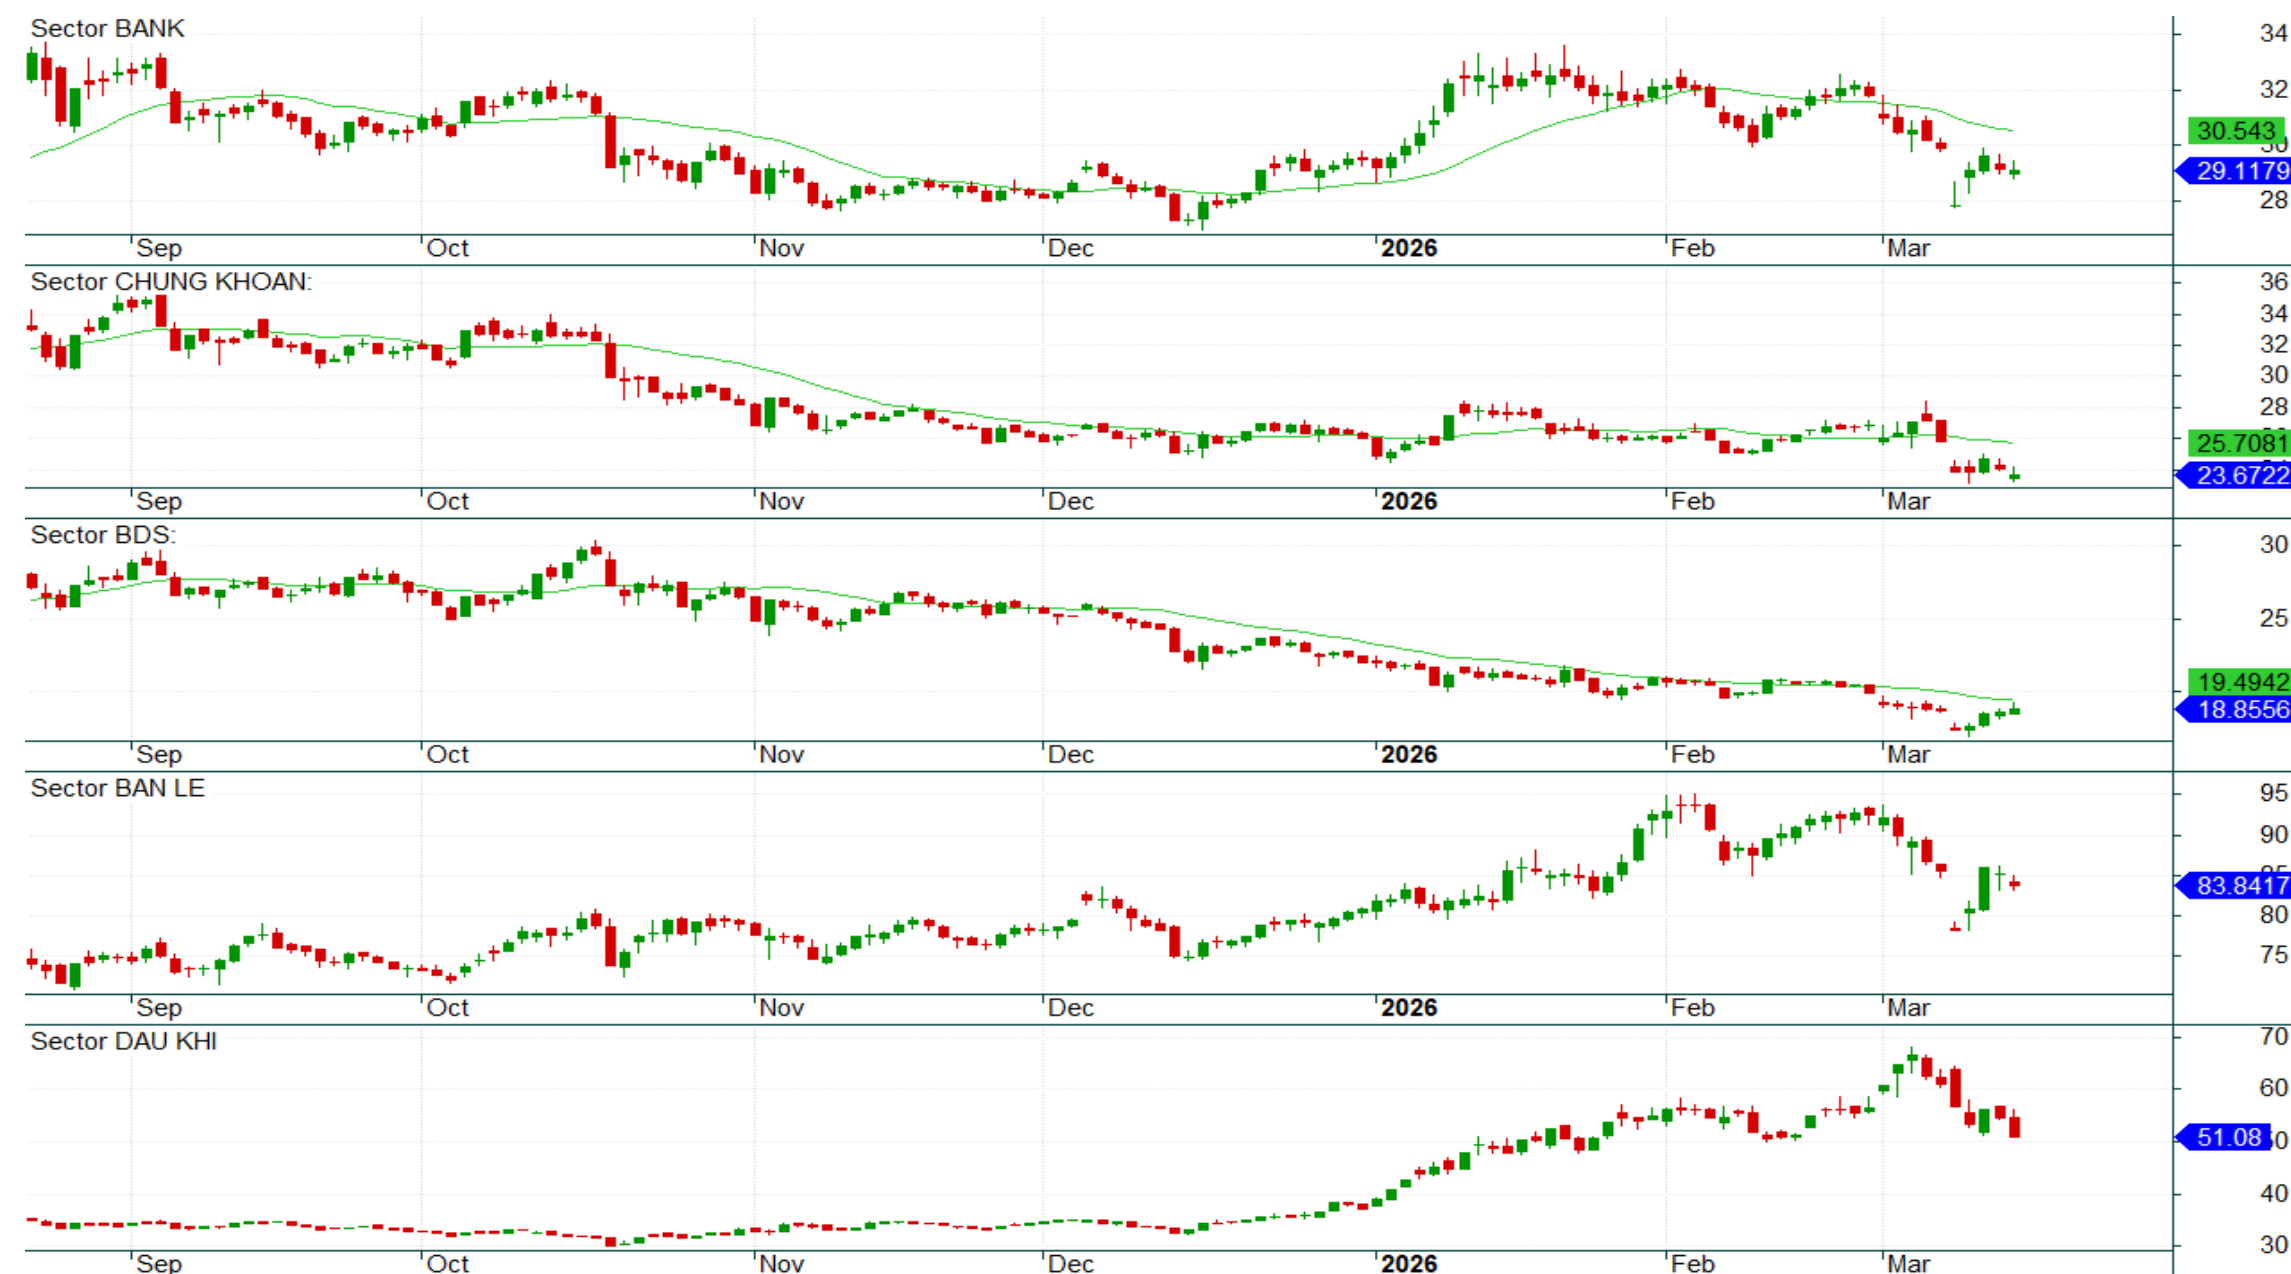 Sector BANK
34
32
30.543
30
29.1179
28
Sep Oct Nov Dec 2026 Feb Mar
Sector CHUNG KHOAN:
36
34
32
30
28
25.7081
23.6722
Sep Oct Nov Dec 2026 Feb Mar
Sector BDS:
30
25
19.4942
18.8556
Sep Oct Nov Dec 2026 Feb Mar
Sector BAN LE
95
90
83.8417
80
75
Sep Oct Nov Dec 2026 Feb Mar
Sector DAU KHI
70
60
51.08
40
30
Sep Oct Nov Dec 2026 Feb Mar